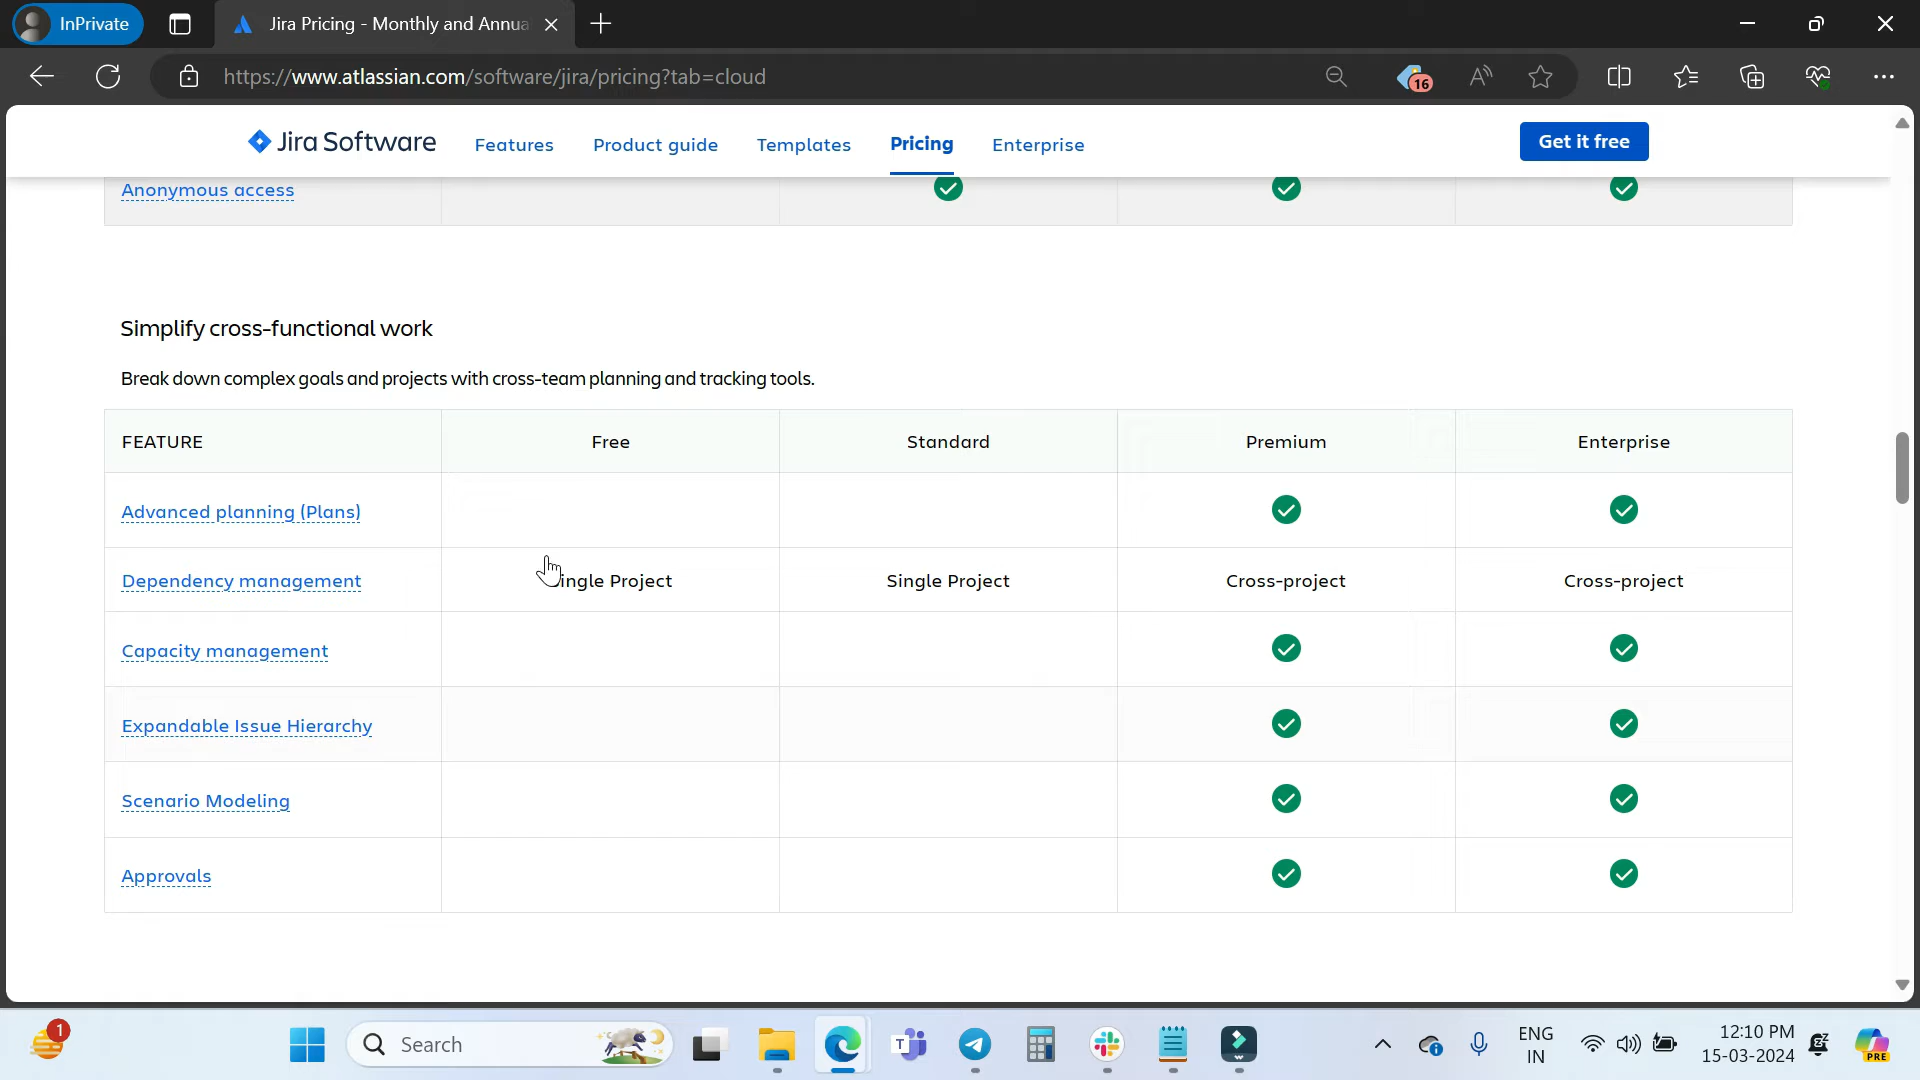 InPrivate
Jira Pricing - Monthly and Annua
https://www.atlassian.com/software/jira/pricing?tab=cloud
16
Jira Software
Features
Product guide
Templates
Pricing
Enterprise
Get it free
Anonymous access
Simplify cross-functional work
Break down complex goals and projects with cross-team planning and tracking tools.
FEATURE Free Standard Premium Enterprise
Advanced planning (Plans)
Dependency management ingle Project Single Project Cross-project Cross-project
Capacity management
Expandable Issue Hierarchy
Scenario Modeling
Approvals
1
Search
T
ENG
IN
12:10 PM
15-03-2024
PRE